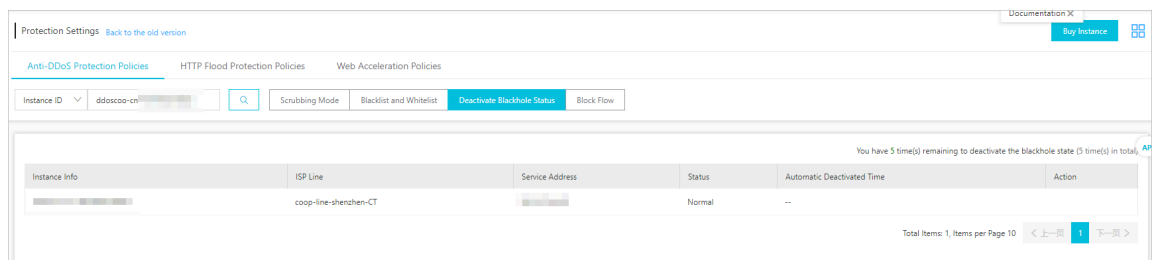 Documentation ✕
Protection Settings Back to the old version
Buy Instance
Anti-DDoS Protection Policies HTTP Flood Protection Policies Web Acceleration Policies
Instance ID ddoscoo-cn Scrubbing Mode Blacklist and Whitelist Deactivate Blackhole Status Block Flow
You have 5 time(s) remaining to deactivate the blackhole state (5 time(s) in total)
AP
Instance Info ISP Line Service Address Status Automatic Deactivated Time Action
coop-line-shenzhen-CT Normal --
Total Items: 1, Items per Page 10 < 上一页 1 下一页 >